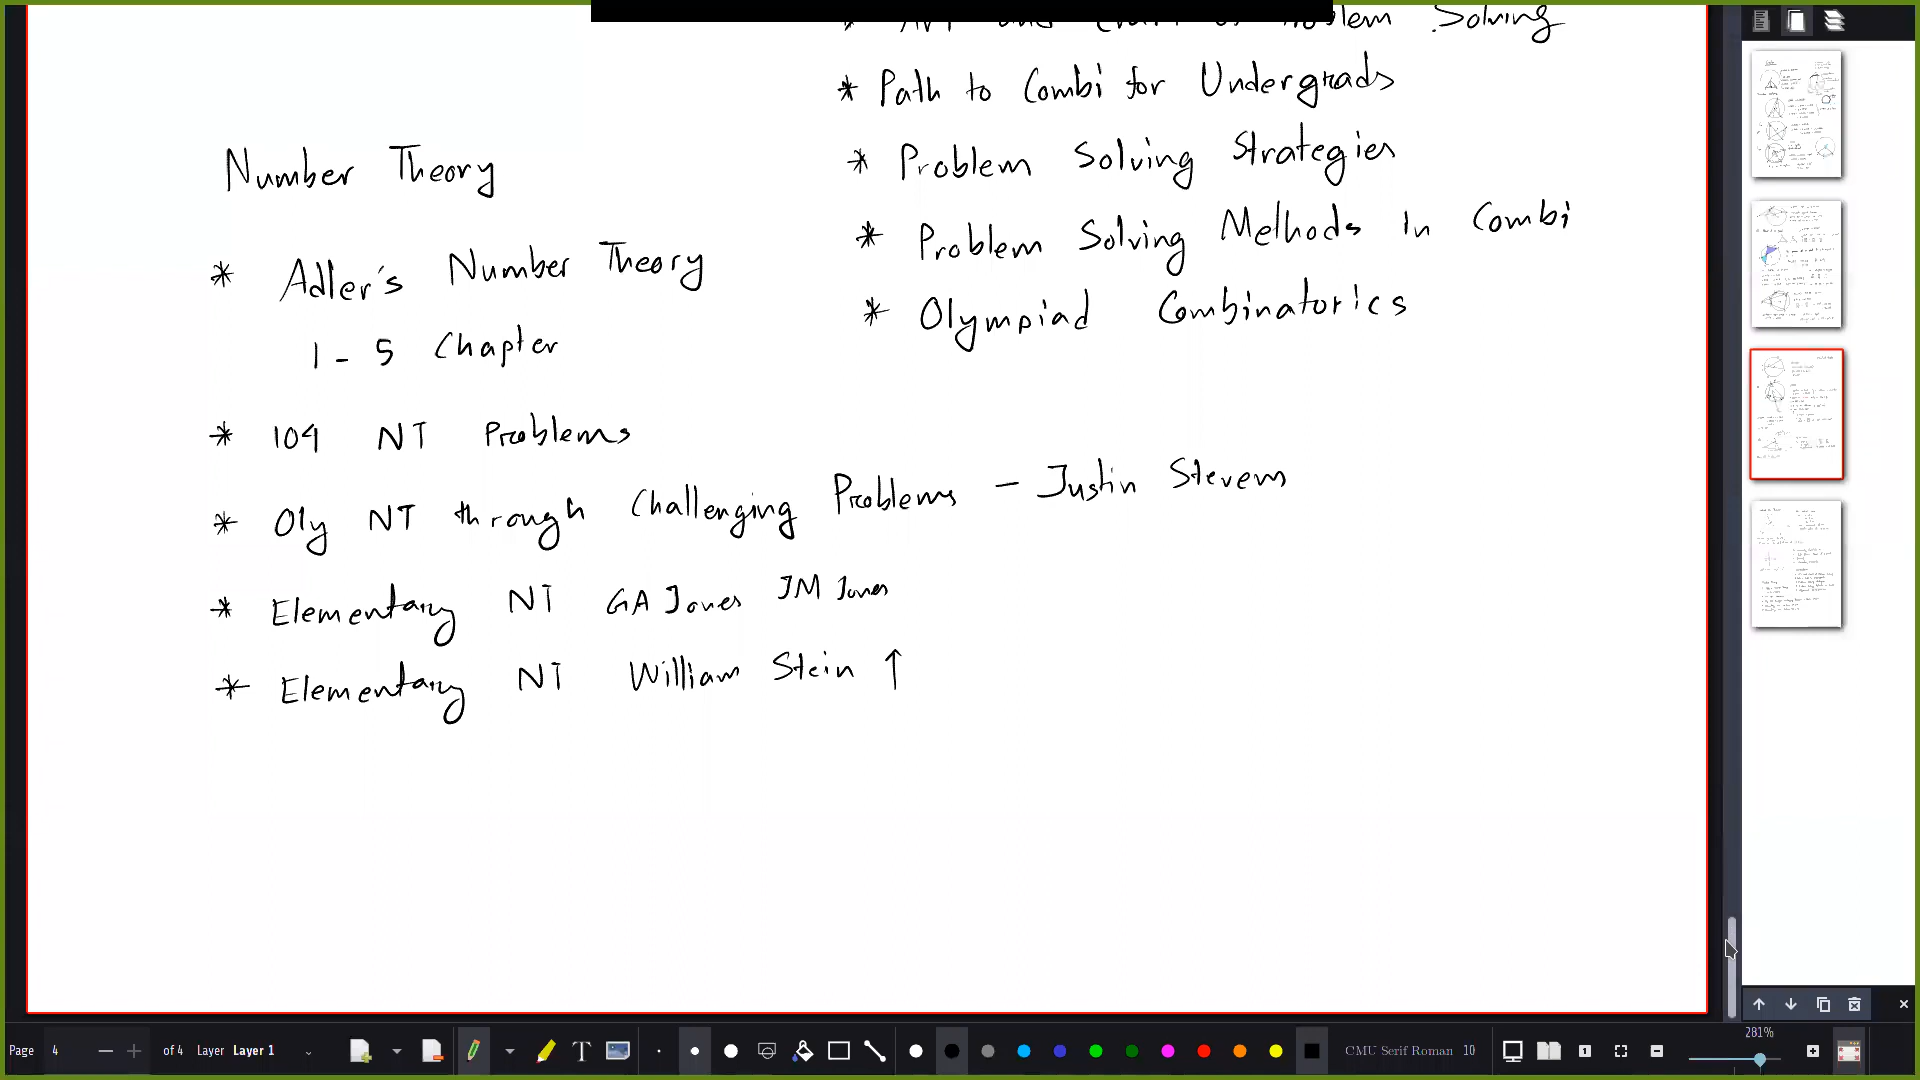 Solving
* Path to Combi for Undergrads
* Problem Solving Strategies
* Problem Solving Methods In Combi
* Olympiad Combinatorics
Number Theory
* Adler's Number Theory
1 - 5 Chapter
* 104 NT Problems
* Oly NT through Challenging Problems - Justin Stevens
* Elementary NT GA Jones JM Jones
* Elementary NT William Stein ↑
Page 4 of 4 Layer Layer 1
CMU Serif Roman 10
281%